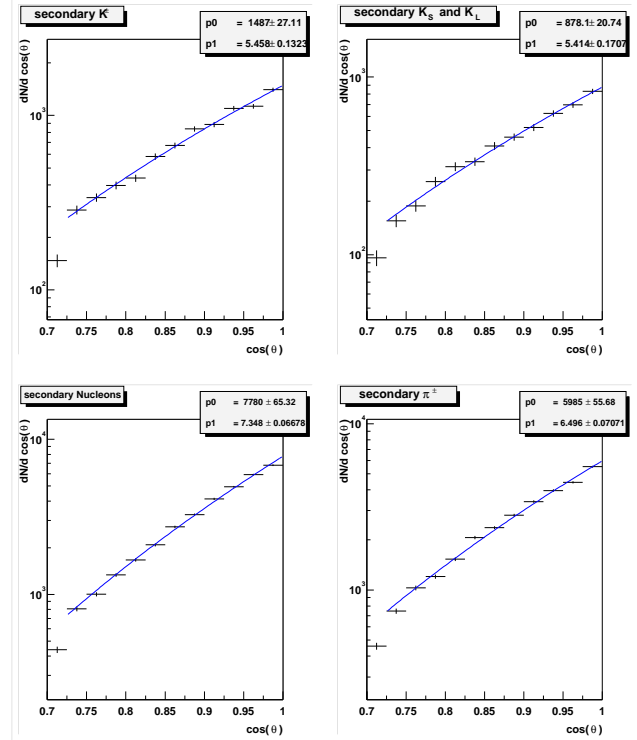 secondary K±
p0 = 1487± 27.11
p1 = 5.458± 0.1323
dN/d cos(θ)
10³
10²
0.7 0.75 0.8 0.85 0.9 0.95 1
cos(θ)
secondary K_S and K_L
p0 = 878.1± 20.74
p1 = 5.414± 0.1707
dN/d cos(θ)
10³
10²
0.7 0.75 0.8 0.85 0.9 0.95 1
cos(θ)
secondary Nucleons
p0 = 7780 ± 65.32
p1 = 7.348 ± 0.06678
dN/d cos(θ)
10⁴
10³
0.7 0.75 0.8 0.85 0.9 0.95 1
cos(θ)
secondary π ±
p0 = 5985 ± 55.68
p1 = 6.496 ± 0.07071
dN/d cos(θ)
10⁴
10³
0.7 0.75 0.8 0.85 0.9 0.95 1
cos(θ)